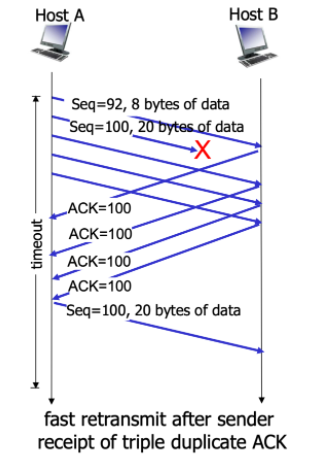 Host A
Host B
Seq=92, 8 bytes of data
Seq=100, 20 bytes of data
X
ACK=100
ACK=100
ACK=100
ACK=100
timeout
Seq=100, 20 bytes of data
fast retransmit after sender
receipt of triple duplicate ACK